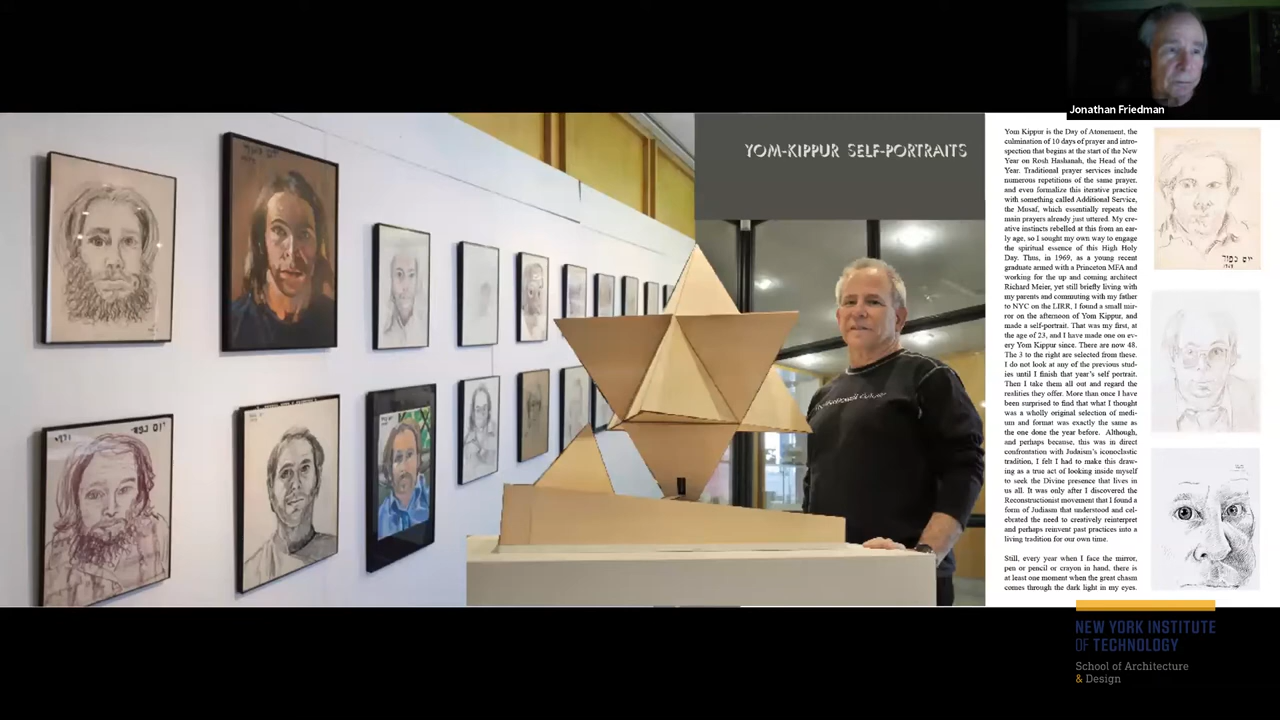 Jonathan Friedman
YOM-KIPPUR SELF-PORTRAITS
Yom Kippur is the Day of Atonement, the
culmination of 10 days of prayer and intro-
spection that begins at the start of the New
Year on Rosh Hashanah, the Head of the
Year. Traditional prayer services include
numerous repetitions of the same prayer,
and even formalize this iterative practice
with something called Additional Service,
the Musaf, which essentially repeats the
main prayers already just uttered. My cre-
ative instincts rebelled at this from an ear-
ly age, so I sought my own way to engage
the spiritual essence of this High Holy
Day. Thus, in 1969, as a young recent
graduate armed with a Princeton MFA and
working for the up and coming architect
Richard Meier, yet still briefly living with
my parents and commuting with my father
to NYC on the LIRR, I found a small mir-
ror on the afternoon of Yom Kippur, and
made a self-portrait. That was my first, at
the age of 23, and I have made one on ev-
ery Yom Kippur since. There are now 48.
The 3 to the right are selected from these.
I do not look at any of the previous stud-
ies until I finish that year's self portrait.
Then I take them all out and regard the
realities they offer. More than once I have
been surprised to find that what I thought
was a wholly original selection of medi-
um and format was exactly the same as
the one done the year before. Although,
and perhaps because, this was in direct
confrontation with Judaism's iconoclastic
tradition, I felt I had to make this draw-
ing as a true act of looking inside myself
to seek the Divine presence that lives in
us all. It was only after I discovered the
Reconstructionist movement that I found a
form of Judiasm that understood and cel-
ebrated the need to creatively reinterpret
and perhaps reinvent past practices into a
living tradition for our own time.
Still, every year when I face the mirror,
pen or pencil or crayon in hand, there is
at least one moment when the great chasm
comes through the dark light in my eyes.
יום כפור
NEW YORK INSTITUTE
OF TECHNOLOGY
School of Architecture
& Design